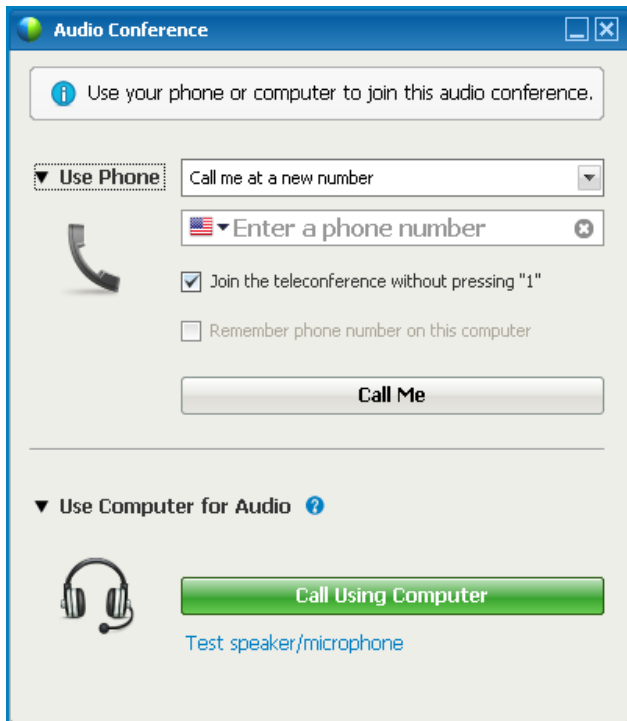 Audio Conference
Use your phone or computer to join this audio conference.
Use Phone
Call me at a new number
Enter a phone number
Join the teleconference without pressing "1"
Remember phone number on this computer
Call Me
Use Computer for Audio ?
Call Using Computer
Test speaker/microphone